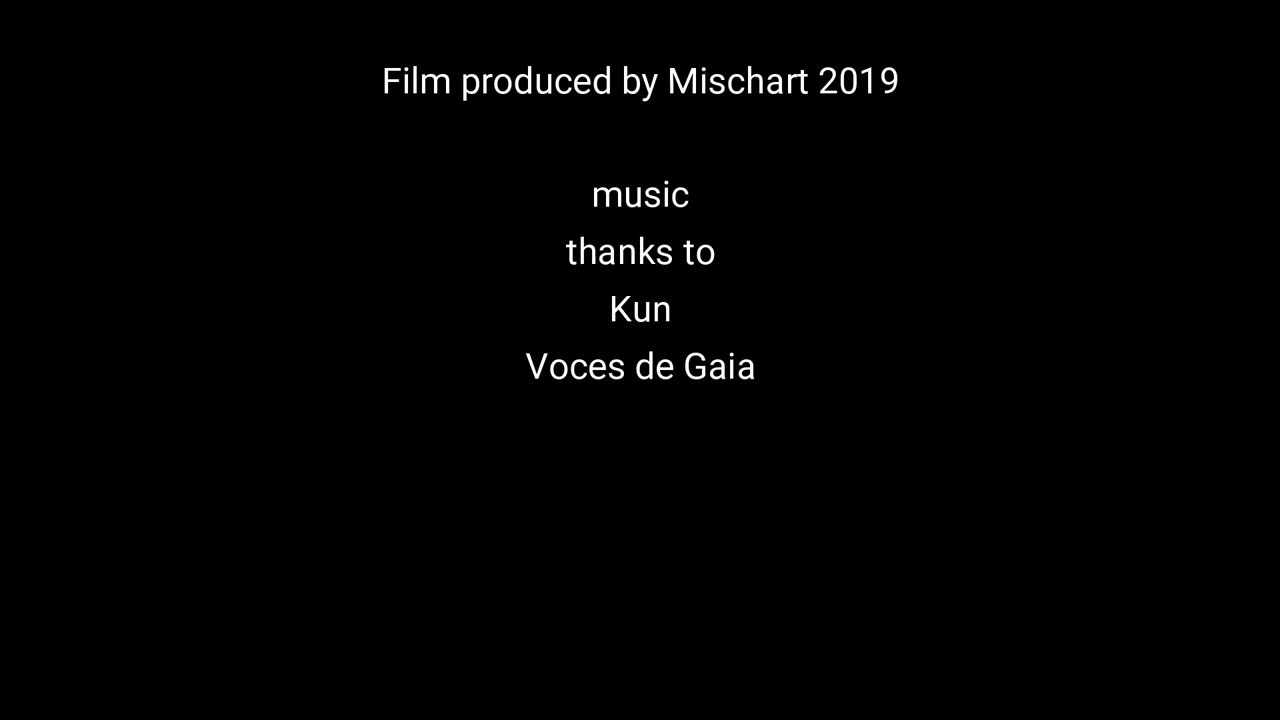 Film produced by Mischart 2019
music
thanks to
Kun
Voces de Gaia